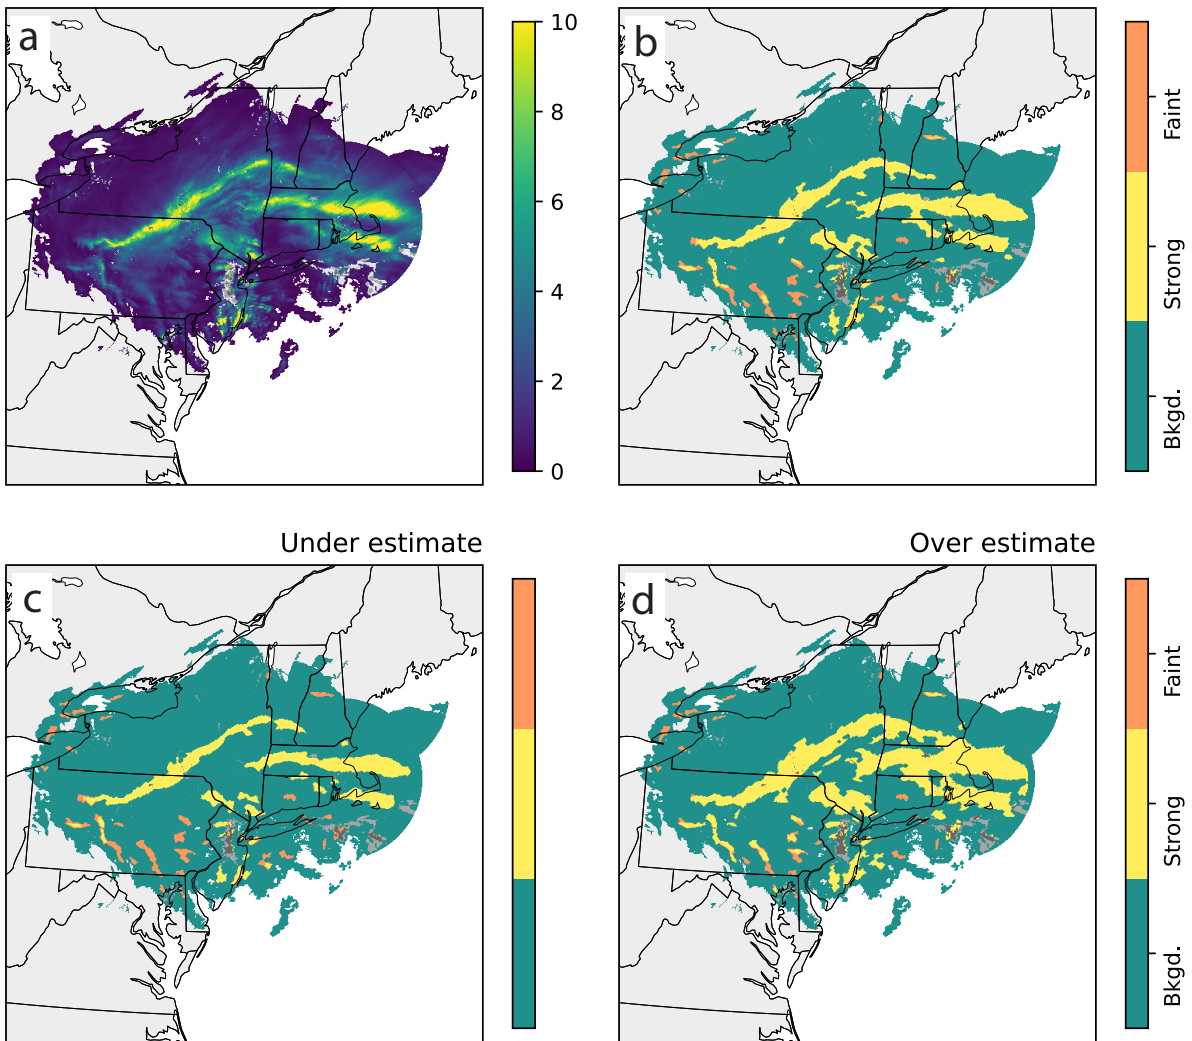 a
10
8
6
4
2
0
b
Faint
Strong
Bkgd.
Under estimate
c
Over estimate
d
Faint
Strong
Bkgd.